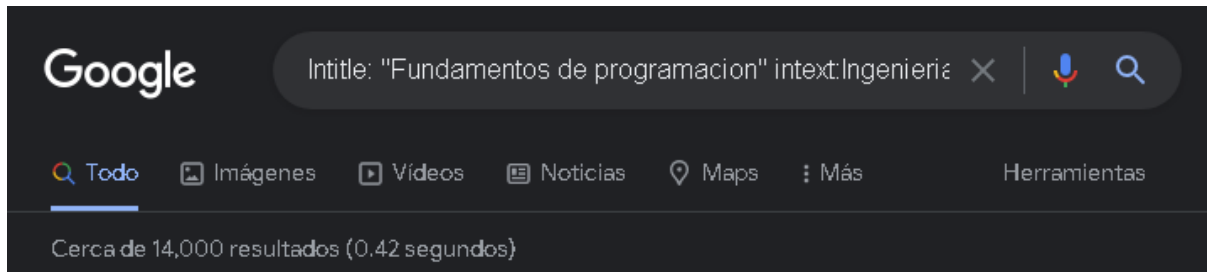 Google
Intitle: "Fundamentos de programacion" intext:Ingenieria
Todo Imágenes Vídeos Noticias Maps Más Herramientas
Cerca de 14,000 resultados (0.42 segundos)